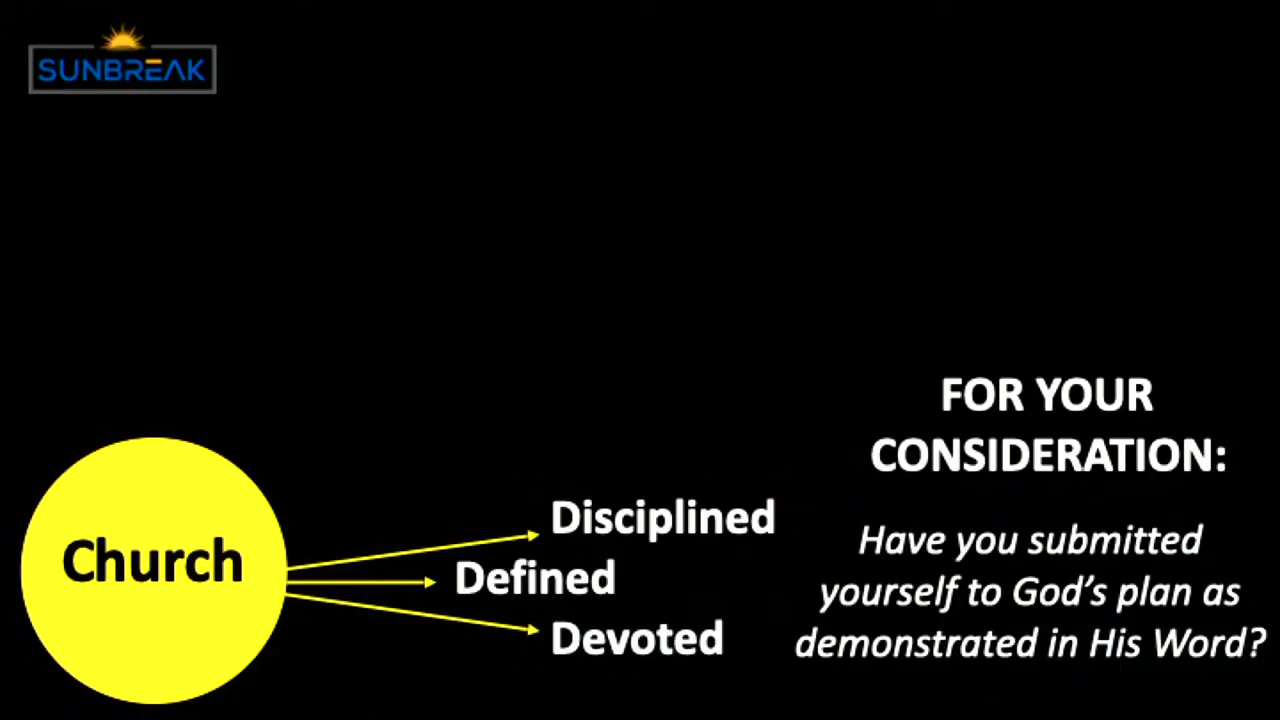 SUNBREAK
FOR YOUR
CONSIDERATION:
Church
Disciplined
Defined
Devoted
Have you submitted
yourself to God’s plan as
demonstrated in His Word?